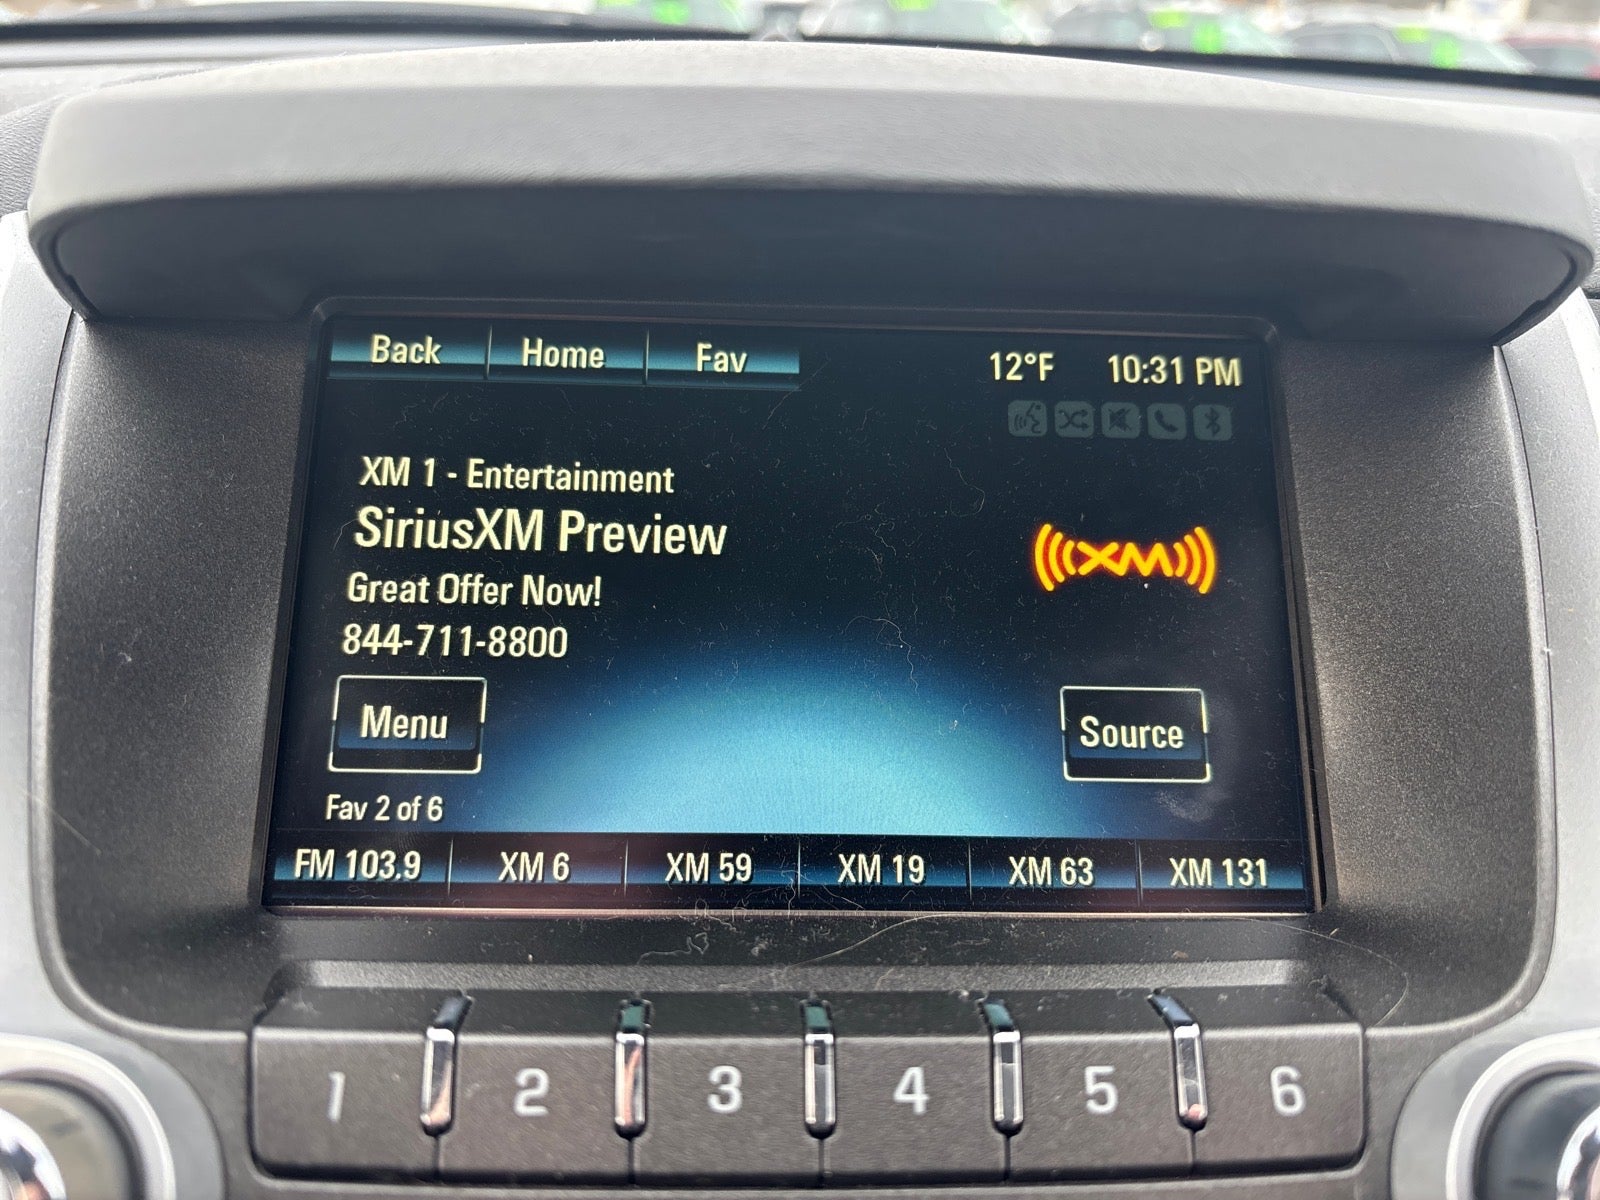 Back Home Fav 12°F 10:31 PM
XM 1 - Entertainment
SiriusXM Preview
((( XM )))
Great Offer Now!
844-711-8800
Menu Source
Fav 2 of 6
FM 103.9 XM 6 XM 59 XM 19 XM 63 XM 131
1 2 3 4 5 6